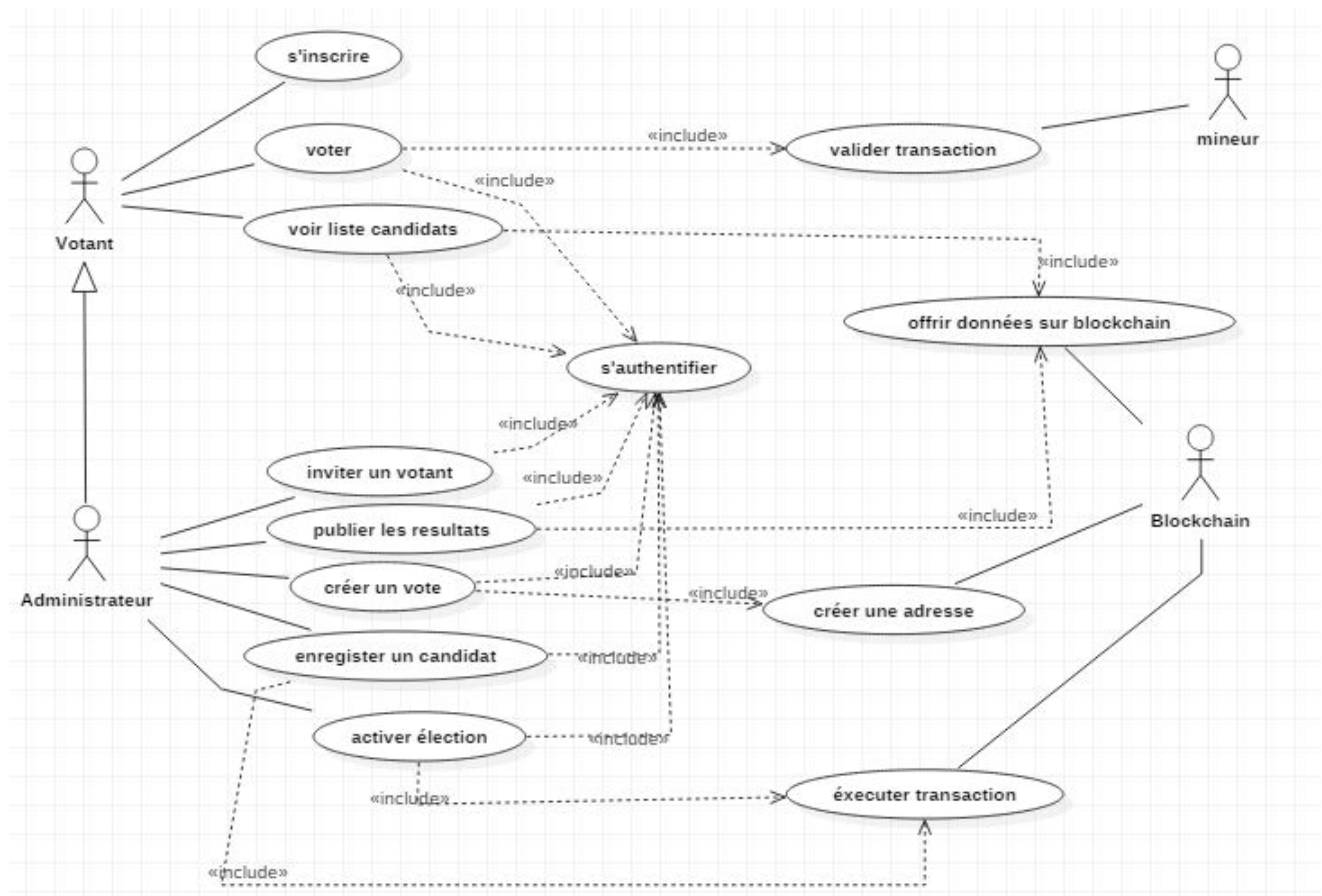 s'inscrire
mineur
voter
«include»
valider transaction
«include»
Votant
voir liste candidats
«include»
«include»
offrir données sur blockchain
s'authentifier
«include»
inviter un votant
«include»
publier les resultats
«include»
Blockchain
créer un vote
«include»
«include»
Administrateur
créer une adresse
enregister un candidat
«include»
activer élection
«include»
«include»
éxecuter transaction
«include»